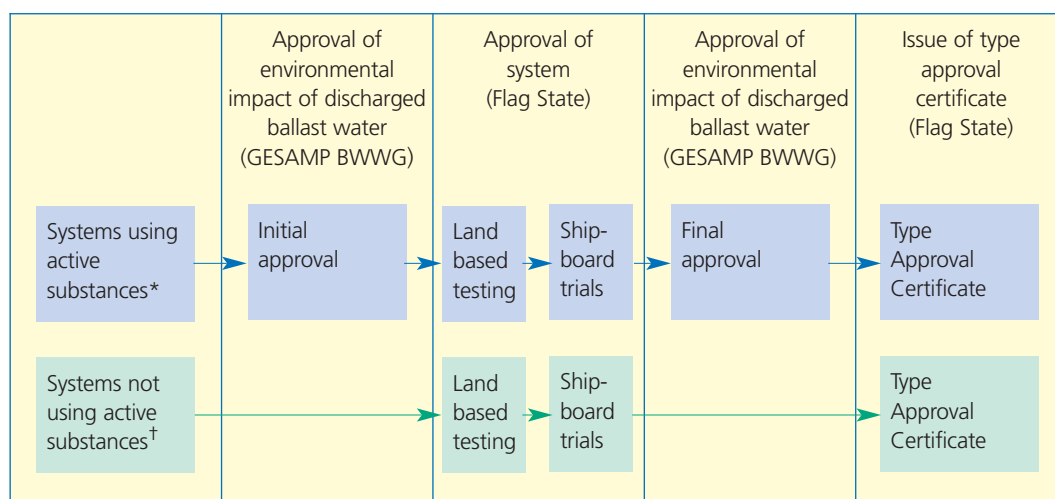 Approval of
environmental
impact of discharged
ballast water
(GESAMP BWWG)
Approval of
system
(Flag State)
Approval of
environmental
impact of discharged
ballast water
(GESAMP BWWG)
Issue of type
approval
certificate
(Flag State)
Systems using
active
substances*
Initial
approval
Land
based
testing
Ship-
board
trials
Final
approval
Type
Approval
Certificate
Systems not
using active
substances†
Land
based
testing
Ship-
board
trials
Type
Approval
Certificate